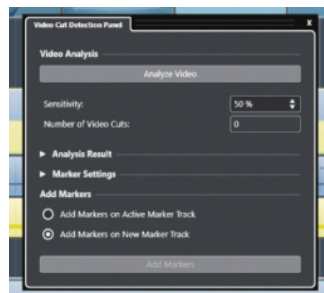 Video Cut Detection Panel
x
Video Analysis
Analyze Video
Sensitivity:
50 %
Number of Video Cuts:
0
Analysis Result
Marker Settings
Add Markers
Add Markers on Active Marker Track
Add Markers on New Marker Track
Add Markers